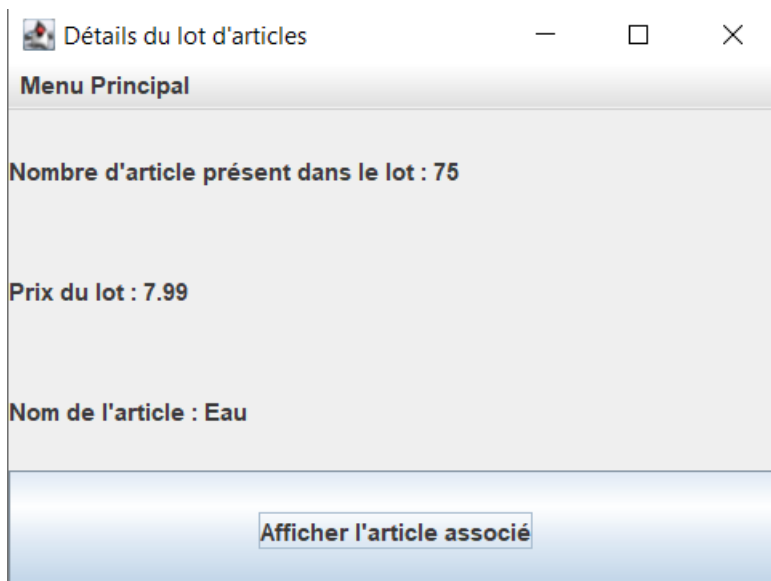 Détails du lot d'articles
Menu Principal
Nombre d'article présent dans le lot : 75
Prix du lot : 7.99
Nom de l'article : Eau
Afficher l'article associé